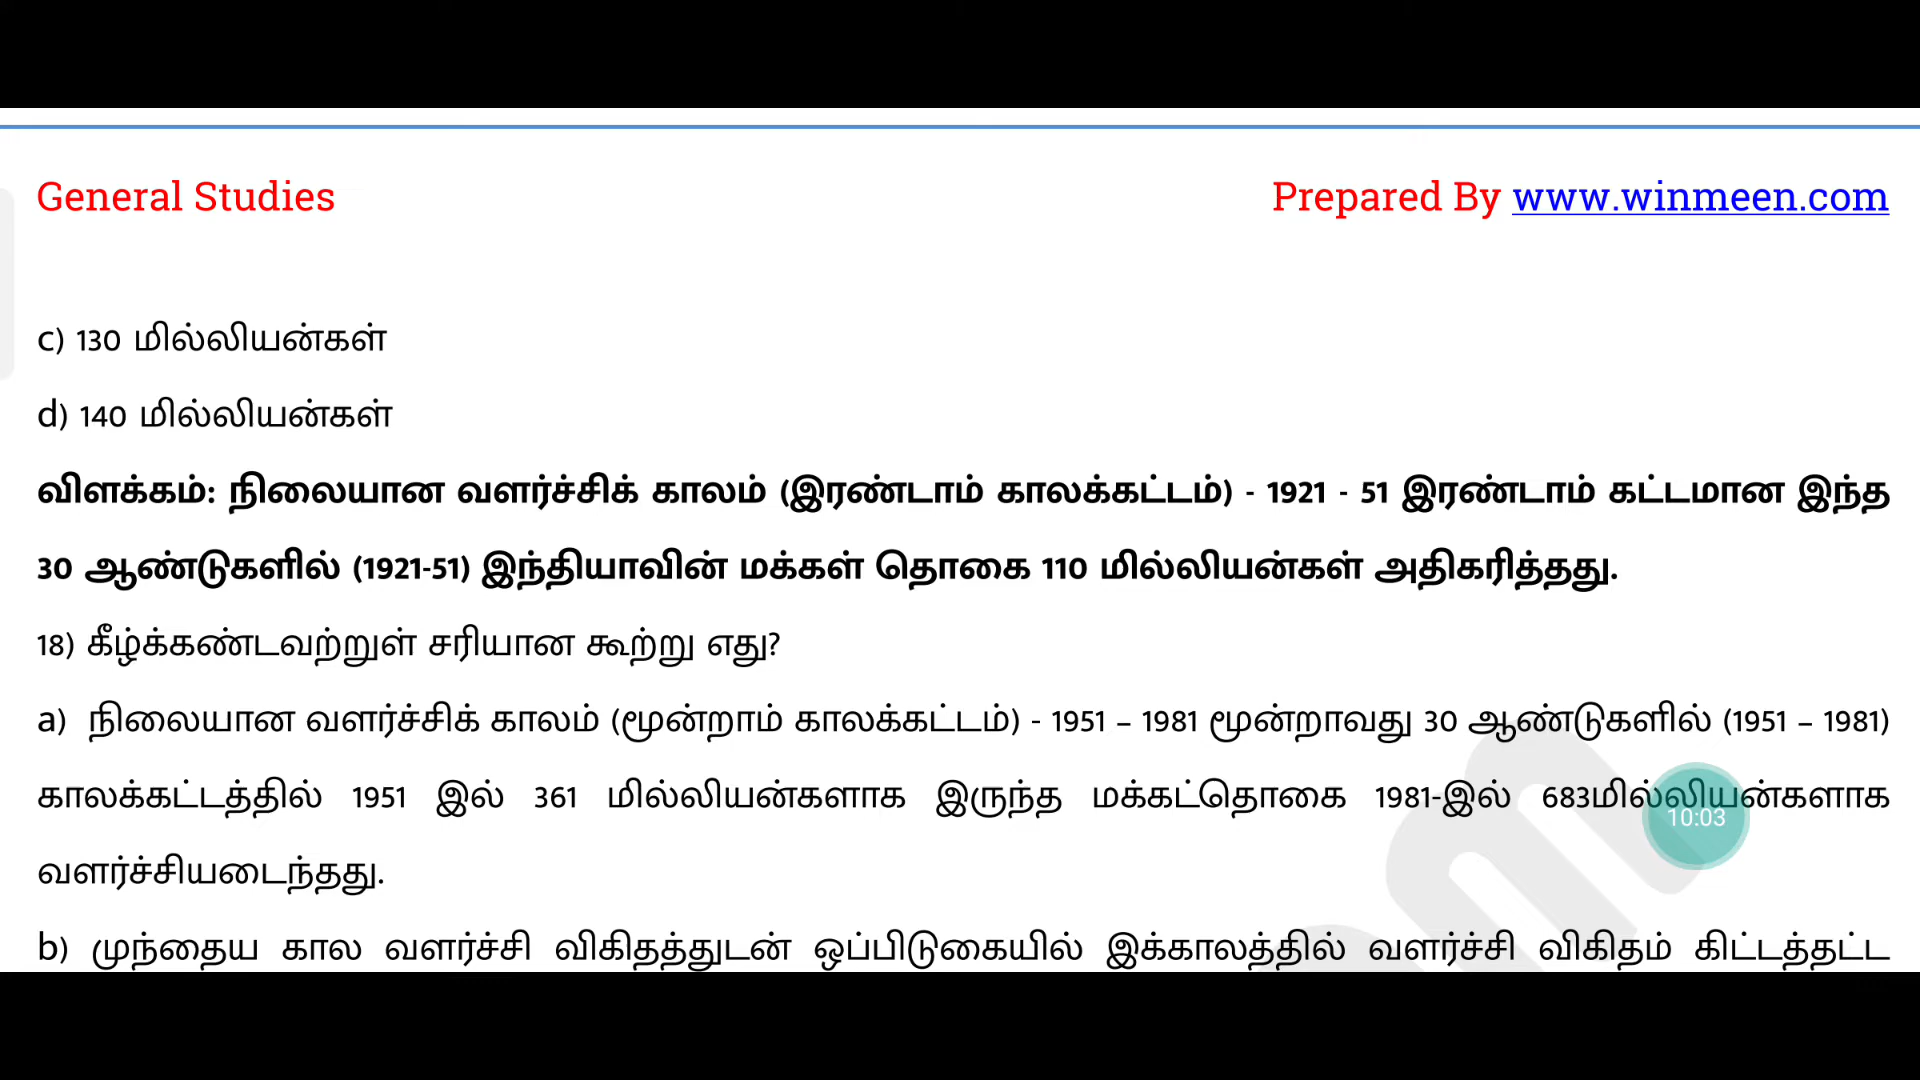 General Studies Prepared By www.winmeen.com
c) 130 மில்லியன்கள்
d) 140 மில்லியன்கள்
விளக்கம்: நிலையான வளர்ச்சிக் காலம் (இரண்டாம் காலக்கட்டம்) - 1921 - 51 இரண்டாம் கட்டமான இந்த
30 ஆண்டுகளில் (1921-51) இந்தியாவின் மக்கள் தொகை 110 மில்லியன்கள் அதிகரித்தது.
18) கீழ்க்கண்டவற்றுள் சரியான கூற்று எது?
a) நிலையான வளர்ச்சிக் காலம் (மூன்றாம் காலக்கட்டம்) - 1951 – 1981 மூன்றாவது 30 ஆண்டுகளில் (1951 – 1981)
காலக்கட்டத்தில் 1951 இல் 361 மில்லியன்களாக இருந்த மக்கட்தொகை 1981-இல் 683மில்லியன்களாக
10:03
வளர்ச்சியடைந்தது.
b) முந்தைய கால வளர்ச்சி விகிதத்துடன் ஒப்பிடுகையில் இக்காலத்தில் வளர்ச்சி விகிதம் கிட்டத்தட்ட